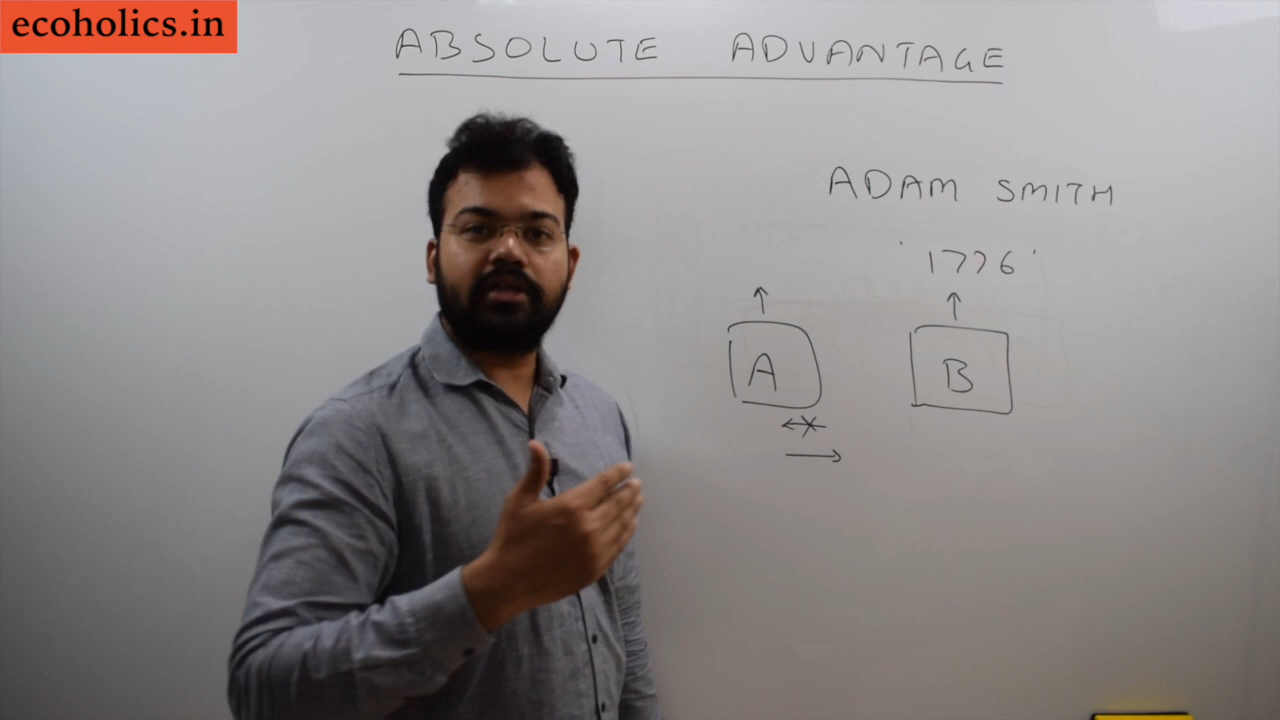 ecoholics.in
ABSOLUTE ADVANTAGE
ADAM SMITH
'1776'
A
B